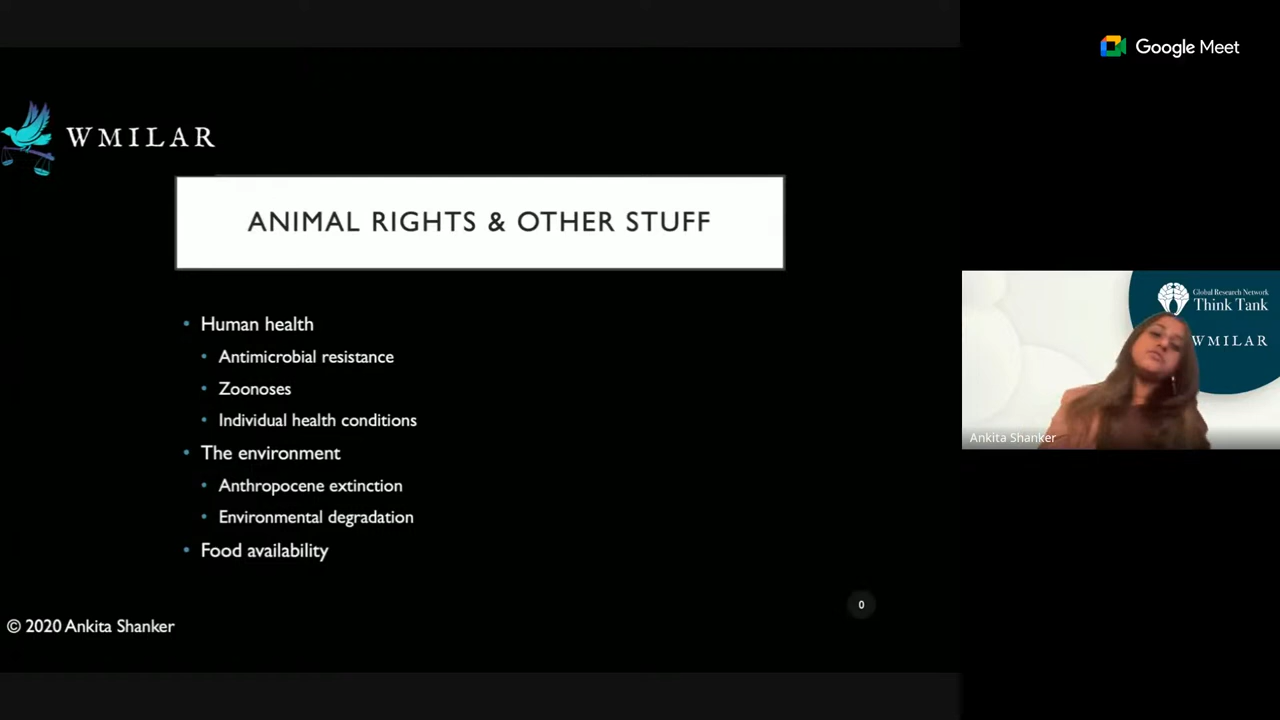 Google Meet
WMILAR
ANIMAL RIGHTS & OTHER STUFF
• Human health
• Antimicrobial resistance
• Zoonoses
• Individual health conditions
• The environment
• Anthropocene extinction
• Environmental degradation
• Food availability
0
© 2020 Ankita Shanker
Global Research Network
Think Tank
WMILAR
Ankita Shanker